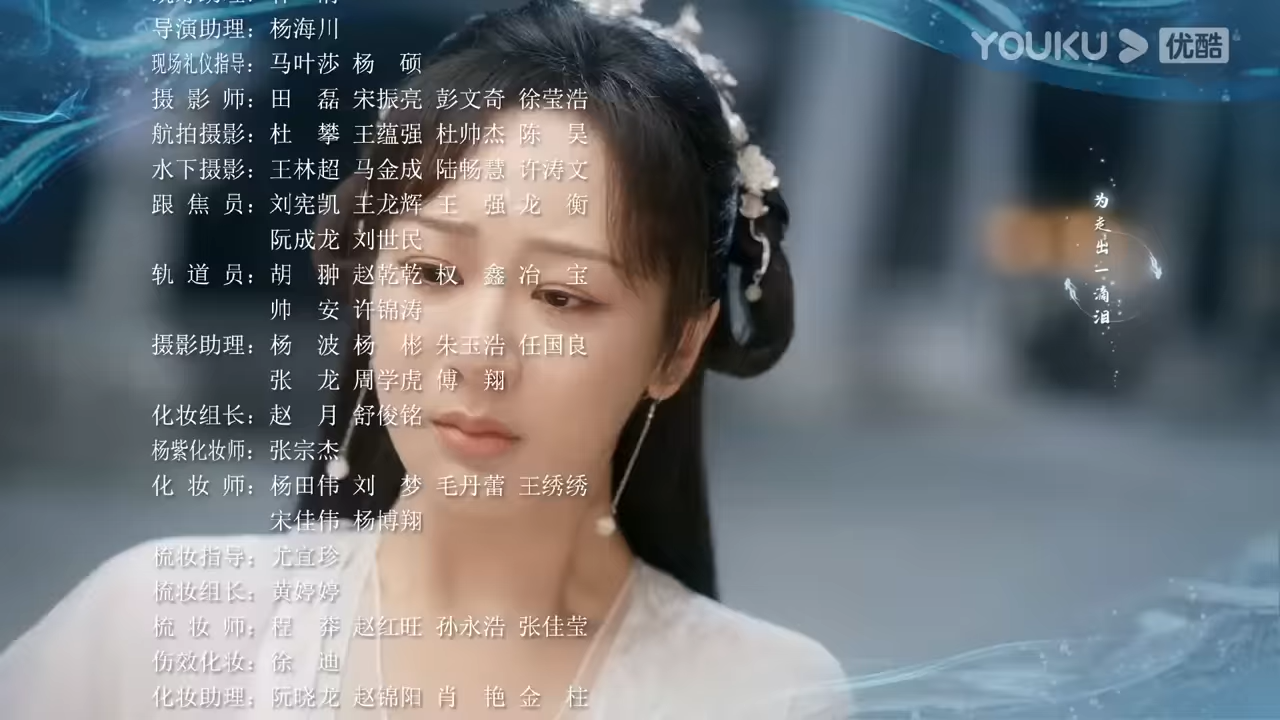 导演助理：杨海川
现场礼仪指导：马叶莎 杨 硕
摄影师：田 磊 宋振亮 彭文奇 徐莹浩
航拍摄影：杜 攀 王蕴强 杜帅杰 陈 昊
水下摄影：王林超 马金成 陆畅慧 许涛文
跟焦员：刘宪凯 王龙辉 王 强 龙 衡
阮成龙 刘世民
轨道员：胡 翀 赵乾乾 权 鑫 冶 宝
帅 安 许锦涛
摄影助理：杨 波 杨 彬 朱玉浩 任国良
张 龙 周学虎 傅 翔
化妆组长：赵 月 舒俊铭
杨紫化妆师：张宗杰
化妆师：杨田伟 刘 梦 毛丹蕾 王绣绣
宋佳伟 杨博翔
梳妆指导：尤宜珍
梳妆组长：黄婷婷
梳妆师：程 莽 赵红旺 孙永浩 张佳莹
伤效化妆：徐 迪
化妆助理：阮晓龙 赵锦阳 肖 艳 金 柱
YOUKU 优酷
为走出一滴泪